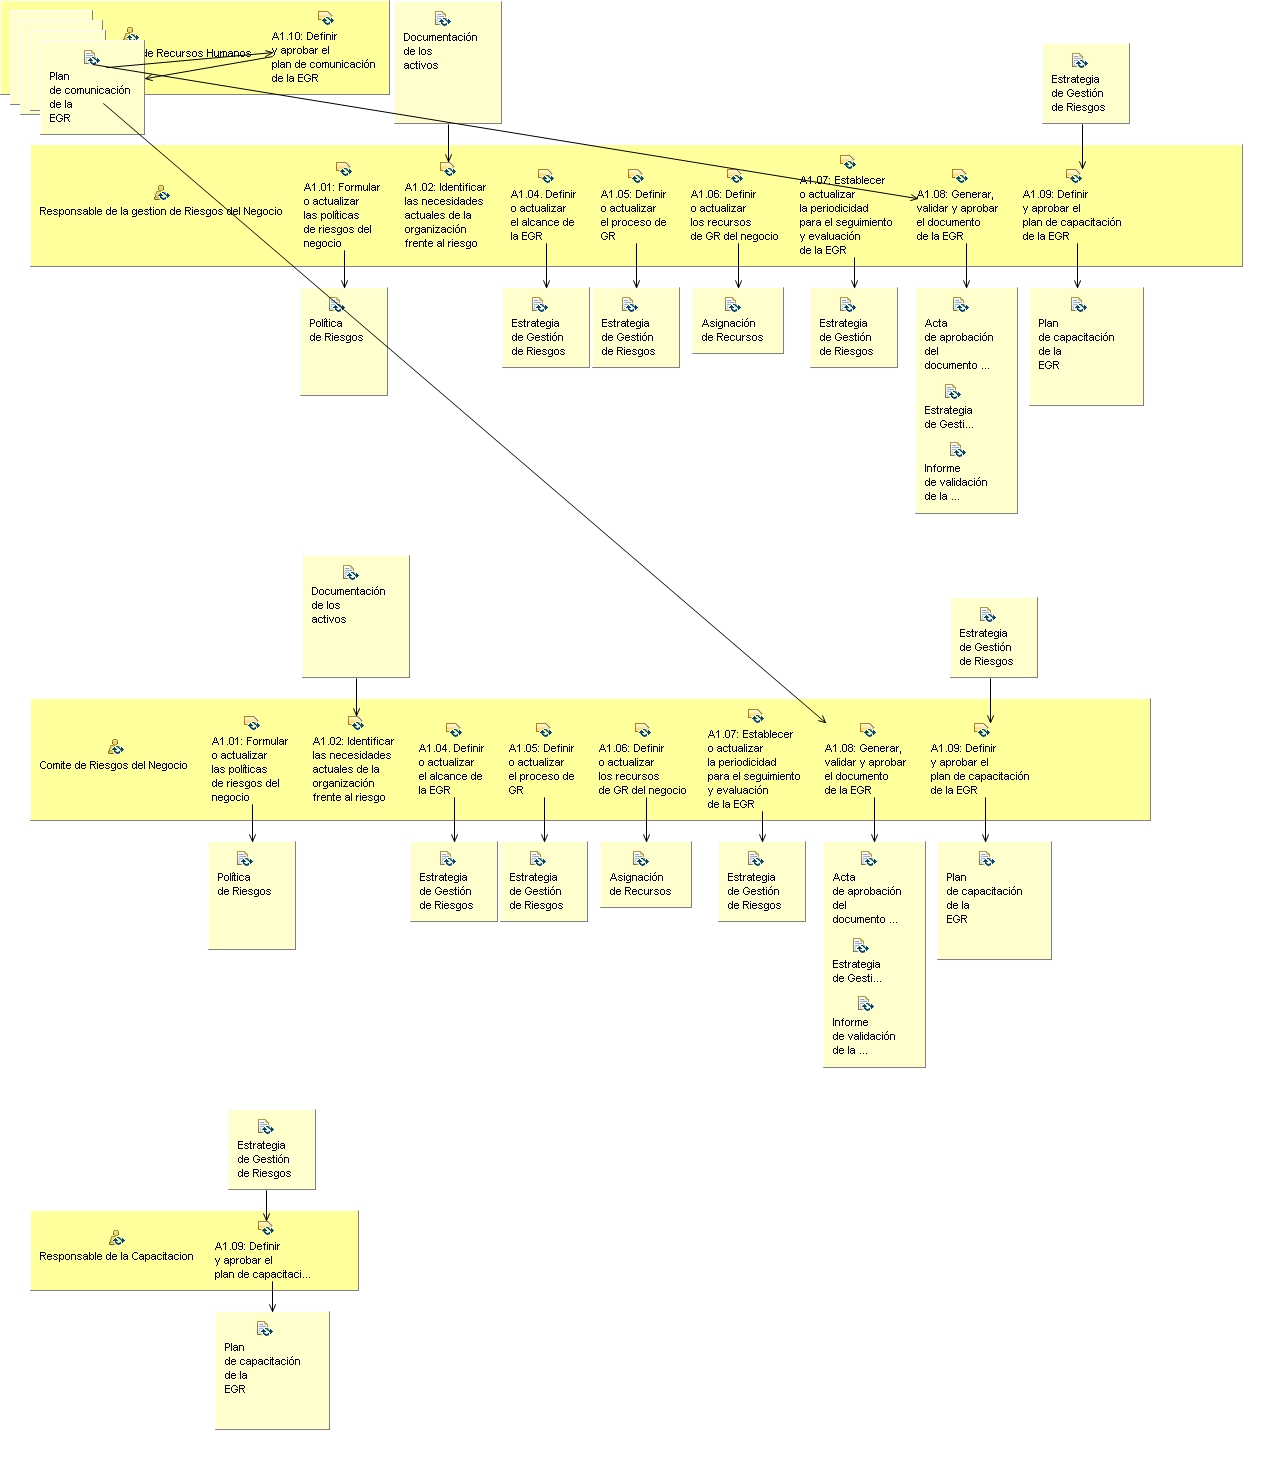 de Recursos Humanos
A1.10: Definir
y aprobar el
plan de comunicación
de la EGR
Plan
de comunicación
de la
EGR
Documentación
de los
activos
Estrategia
de Gestión
de Riesgos
Responsable de la gestion de Riesgos del Negocio
A1.01: Formular
o actualizar
las políticas
de riesgos del
negocio
A1.02: Identificar
las necesidades
actuales de la
organización
frente al riesgo
A1.04. Definir
o actualizar
el alcance de
la EGR
A1.05: Definir
o actualizar
el proceso de
GR
A1.06: Definir
o actualizar
los recursos
de GR del negocio
A1.07: Establecer
o actualizar
la periodicidad
para el seguimiento
y evaluación
de la EGR
A1.08: Generar,
validar y aprobar
el documento
de la EGR
A1.09: Definir
y aprobar el
plan de capacitación
de la EGR
Política
de Riesgos
Estrategia
de Gestión
de Riesgos
Estrategia
de Gestión
de Riesgos
Asignación
de Recursos
Estrategia
de Gestión
de Riesgos
Acta
de aprobación
del
documento ...
Estrategia
de Gesti...
Informe
de validación
de la ...
Plan
de capacitación
de la
EGR
Documentación
de los
activos
Estrategia
de Gestión
de Riesgos
Comite de Riesgos del Negocio
A1.01: Formular
o actualizar
las políticas
de riesgos del
negocio
A1.02: Identificar
las necesidades
actuales de la
organización
frente al riesgo
A1.04. Definir
o actualizar
el alcance de
la EGR
A1.05: Definir
o actualizar
el proceso de
GR
A1.06: Definir
o actualizar
los recursos
de GR del negocio
A1.07: Establecer
o actualizar
la periodicidad
para el seguimiento
y evaluación
de la EGR
A1.08: Generar,
validar y aprobar
el documento
de la EGR
A1.09: Definir
y aprobar el
plan de capacitación
de la EGR
Política
de Riesgos
Estrategia
de Gestión
de Riesgos
Estrategia
de Gestión
de Riesgos
Asignación
de Recursos
Estrategia
de Gestión
de Riesgos
Acta
de aprobación
del
documento ...
Estrategia
de Gesti...
Informe
de validación
de la ...
Plan
de capacitación
de la
EGR
Estrategia
de Gestión
de Riesgos
Responsable de la Capacitacion
A1.09: Definir
y aprobar el
plan de capacitaci...
Plan
de capacitación
de la
EGR